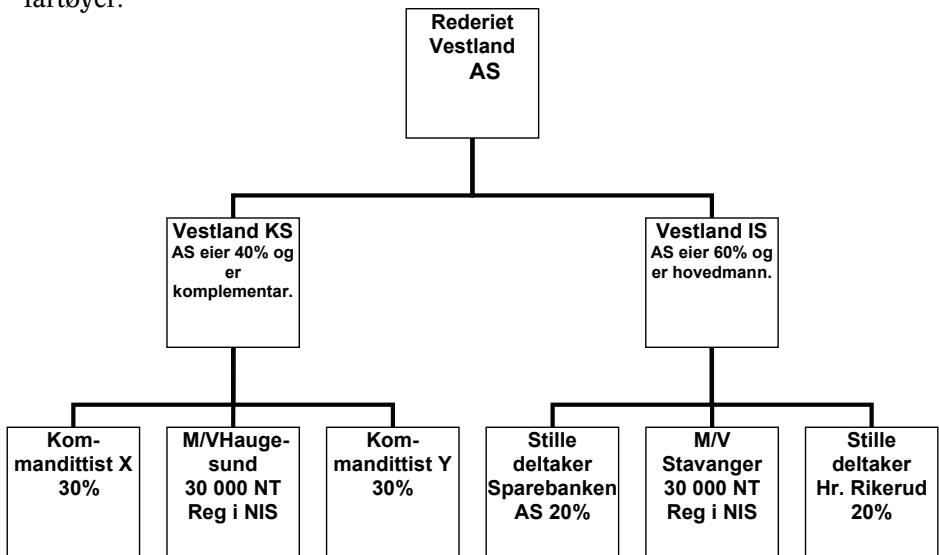 fartøyer.
Rederiet
Vestland
AS
Vestland KS
AS eier 40% og
er
komplementar.
Vestland IS
AS eier 60% og
er hovedmann.
Kom-
mandittist X
30%
M/VHauge-
sund
30 000 NT
Reg i NIS
Kom-
mandittist Y
30%
Stille
deltaker
Sparebanken
AS 20%
M/V
Stavanger
30 000 NT
Reg i NIS
Stille
deltaker
Hr. Rikerud
20%